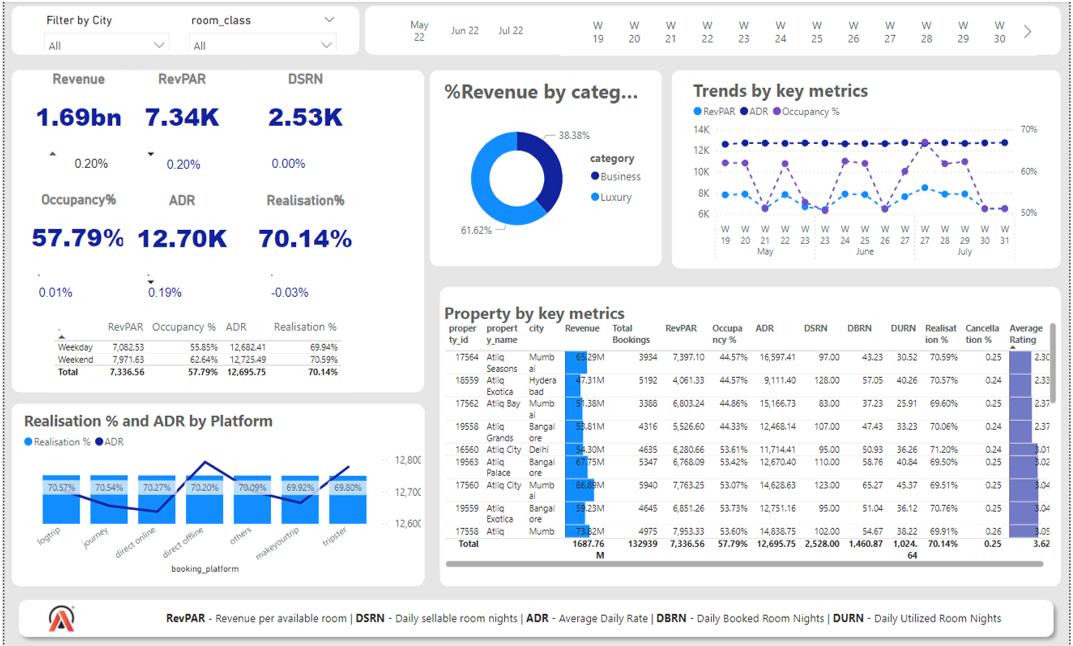 Filter by City
All
room_class
All
May 22 Jun 22 Jul 22 W 19 W 20 W 21 W 22 W 23 W 24 W 25 W 26 W 27 W 28 W 29 W 30
Revenue RevPAR DSRN
1.69bn 7.34K 2.53K
0.20% 0.20% 0.00%
Occupancy% ADR Realisation%
57.79% 12.70K 70.14%
0.01% 0.19% -0.03%
. RevPAR Occupancy % ADR Realisation %
Weekday 7,082.53 55.85% 12,682.41 69.94%
Weekend 7,971.63 62.64% 12,725.49 70.59%
Total 7,336.56 57.79% 12,695.75 70.14%
%Revenue by categ...
38.38%
61.62%
category
Business
Luxury
Trends by key metrics
RevPAR ADR Occupancy %
14K 70%
12K
10K 60%
8K
6K 50%
W 19 W 20 W 21 W 22 W 23 W 23 W 24 W 25 W 26 W 27 W 27 W 28 W 29 W 30 W 31
May June July
Realisation % and ADR by Platform
Realisation % ADR
12,800
12,700
12,600
70.57% 70.54% 70.27% 70.20% 70.09% 69.92% 69.80%
logtrip journey direct online direct offline others makeyourtrip tripster
booking_platform
Property by key metrics
property_id property_name city Revenue Total Bookings RevPAR Occupancy % ADR DSRN DBRN DURN Realisation % Cancellation % Average Rating
17564 Atliq Seasons Mumbai 65.29M 3934 7,397.10 44.57% 16,597.41 97.00 43.23 30.52 70.59% 0.25 2.30
18559 Atliq Exotica Hyderabad 47.31M 5192 4,061.33 44.57% 9,111.40 128.00 57.05 40.26 70.57% 0.24 2.33
17562 Atliq Bay Mumbai 51.38M 3388 6,803.24 44.86% 15,166.73 83.00 37.23 25.91 69.60% 0.25 2.37
19558 Atliq Grands Bangalore 53.81M 4316 5,526.60 44.33% 12,468.14 107.00 47.43 33.23 70.06% 0.24 2.37
16560 Atliq City Delhi 54.30M 4635 6,280.66 53.61% 11,714.41 95.00 50.93 36.26 71.20% 0.24 3.01
19563 Atliq Palace Bangalore 67.75M 5347 6,768.09 53.42% 12,670.40 110.00 58.76 40.84 69.50% 0.25 3.02
17560 Atliq City Mumbai 86.89M 5940 7,763.25 53.07% 14,628.63 123.00 65.27 45.37 69.51% 0.25 3.04
19559 Atliq Exotica Bangalore 59.23M 4645 6,851.26 53.73% 12,751.16 95.00 51.04 36.12 70.76% 0.25 3.04
17558 Atliq Mumb 73.82M 4975 7,953.33 53.60% 14,838.75 102.00 54.67 38.22 69.91% 0.26 3.05
Total 1687.76M 132939 7,336.56 57.79% 12,695.75 2,528.00 1,460.87 1,024.64 70.14% 0.25 3.62
RevPAR - Revenue per available room | DSRN - Daily sellable room nights | ADR - Average Daily Rate | DBRN - Daily Booked Room Nights | DURN - Daily Utilized Room Nights